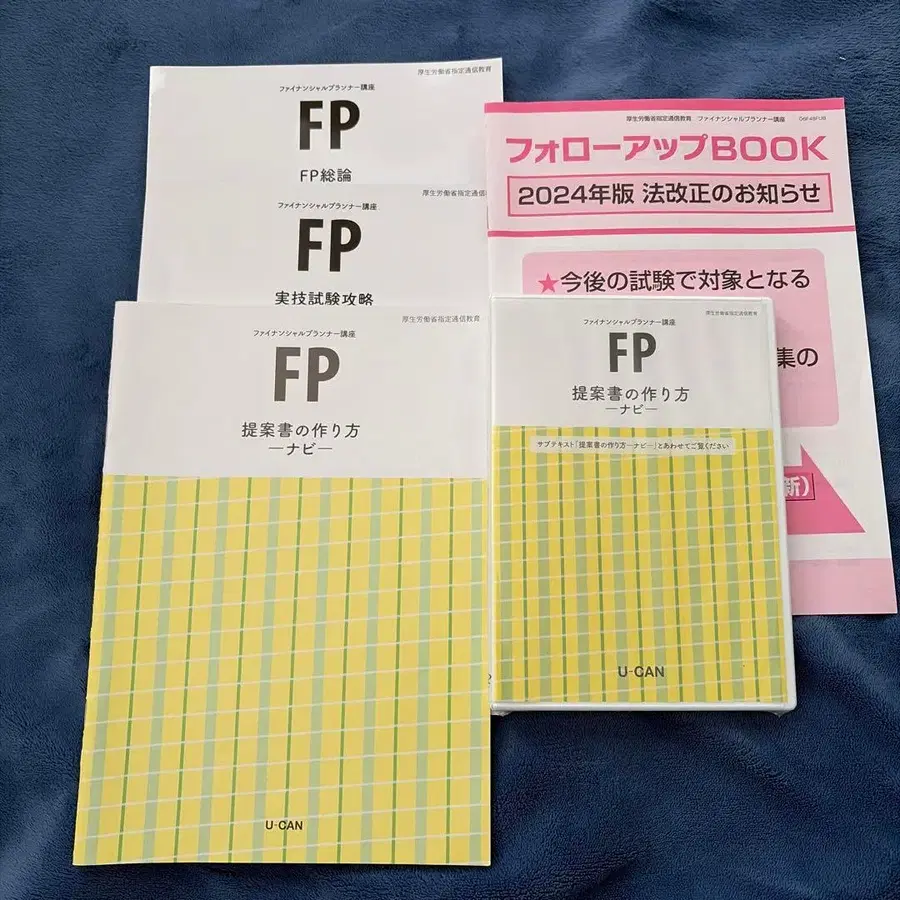 厚生労働省指定通信教育
ファイナンシャルプランナー講座
FP
FP総論
厚生労働省指定通信
ファイナンシャルプランナー講座
FP
実技試験攻略
厚生労働省指定通信教育
ファイナンシャルプランナー講座
FP
提案書の作り方
―ナビ―
U-CAN
厚生労働省指定通信教育 ファイナンシャルプランナー講座
フォローアップBOOK
2024年版 法改正のお知らせ
★今後の試験で対象となる
集の
新)
厚生労働省指定通信教育
ファイナンシャルプランナー講座
FP
提案書の作り方
―ナビ―
サブテキスト「提案書の作り方―ナビ―」とあわせてご覧ください
U-CAN